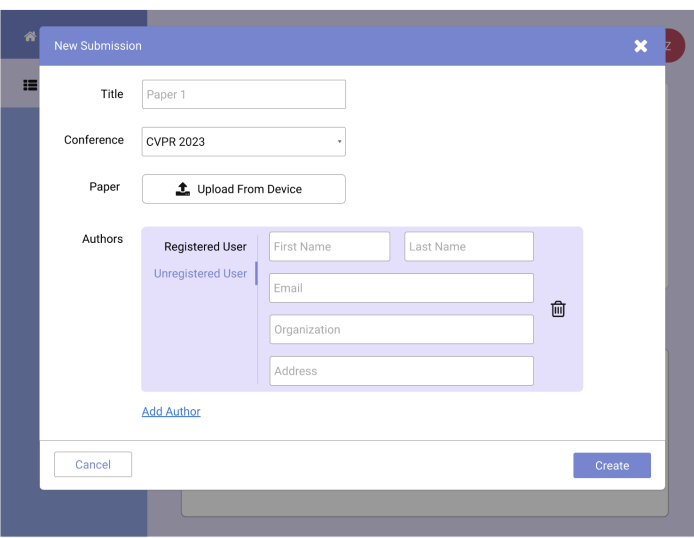 New Submission
Z
Title
Paper 1
Conference
CVPR 2023
Paper
Upload From Device
Authors
Registered User
First Name
Last Name
Unregistered User
Email
Organization
Address
Add Author
Cancel
Create